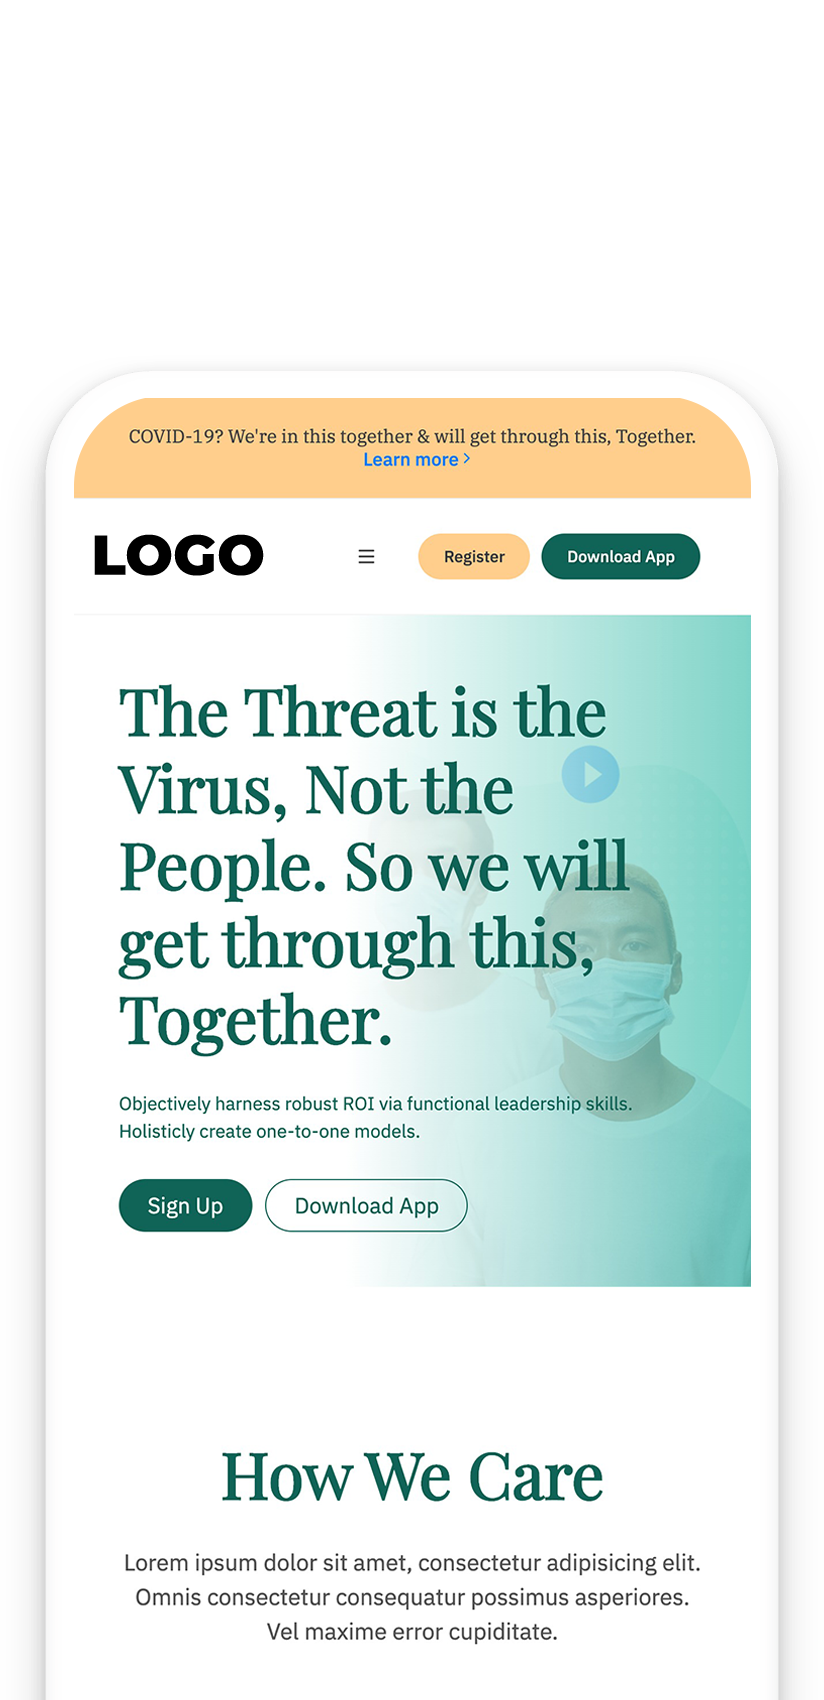 COVID-19? We're in this together & will get through this, Together.
Learn more >
LOGO
Register
Download App
The Threat is the
Virus, Not the
People. So we will
get through this,
Together.
Objectively harness robust ROI via functional leadership skills.
Holisticly create one-to-one models.
Sign Up
Download App
How We Care
Lorem ipsum dolor sit amet, consectetur adipisicing elit.
Omnis consectetur consequatur possimus asperiores.
Vel maxime error cupiditate.